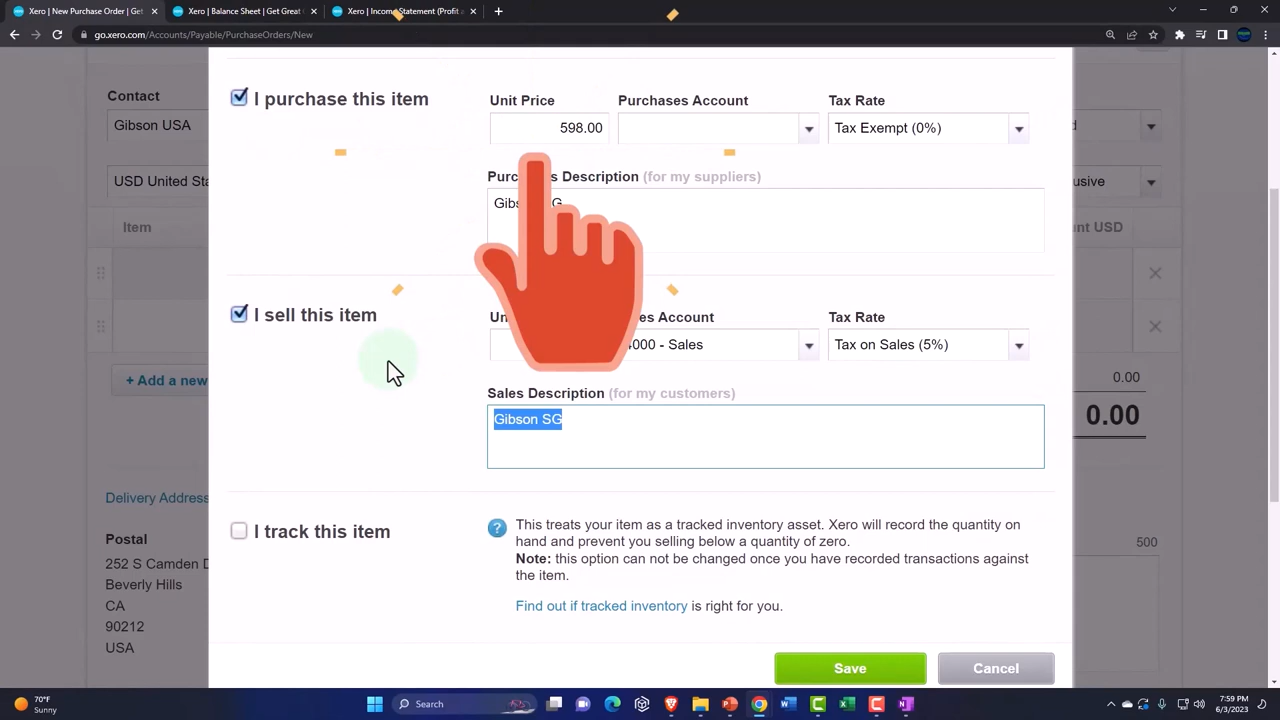 Xero | New Purchase Order | Get
Xero | Balance Sheet | Get Great
Xero | Income Statement (Profit a
go.xero.com/Accounts/Payable/PurchaseOrders/New
Contact
Gibson USA
USD United Sta
Item
+ Add a new
Delivery Address
Postal
252 S Camden D
Beverly Hills
CA
90212
USA
I purchase this item
Unit Price
Purchases Account
Tax Rate
598.00
Tax Exempt (0%)
Description (for my suppliers)
I sell this item
Tax Rate
4000 - Sales
Tax on Sales (5%)
Sales Description (for my customers)
Gibson SG
I track this item
This treats your item as a tracked inventory asset. Xero will record the quantity on
hand and prevent you selling below a quantity of zero.
Note: this option can not be changed once you have recorded transactions against
the item.
Find out if tracked inventory is right for you.
Save
Cancel
USD
0.00
0.00
500
70°F
Sunny
Search
7:59 PM
6/3/2023